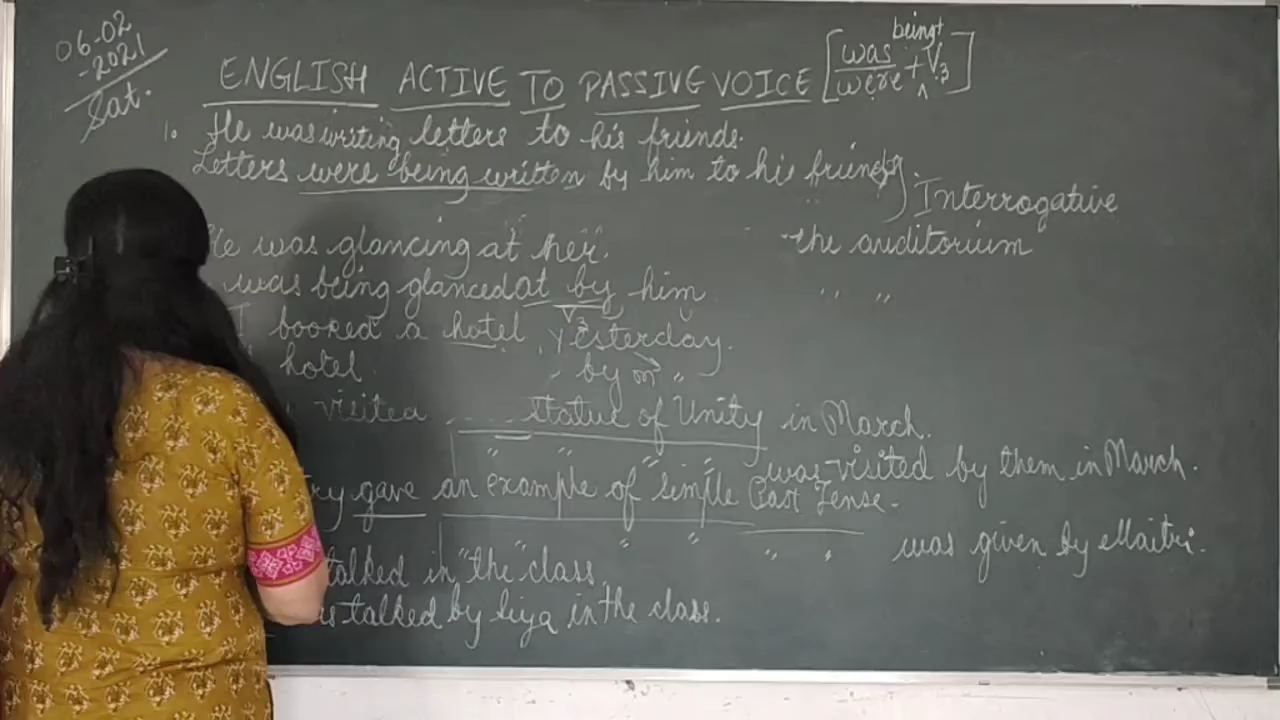 06-02
-2021
Sat.
being+
ENGLISH ACTIVE TO PASSIVE VOICE [was
were + V3]
1. He was writing letters to his friends.
Letters were being written by him to his friends.
Interrogative
He was glancing at her. the auditorium
was being glanced at by him.
V3
I booked a hotel yesterday.
hotel by m " 
visited statue of Unity in March.
" " " " was visited by them in March.
gave an example of Simple Past Tense.
" " " " " was given by Maitri.
talked in the class.
talked by Siya in the class.